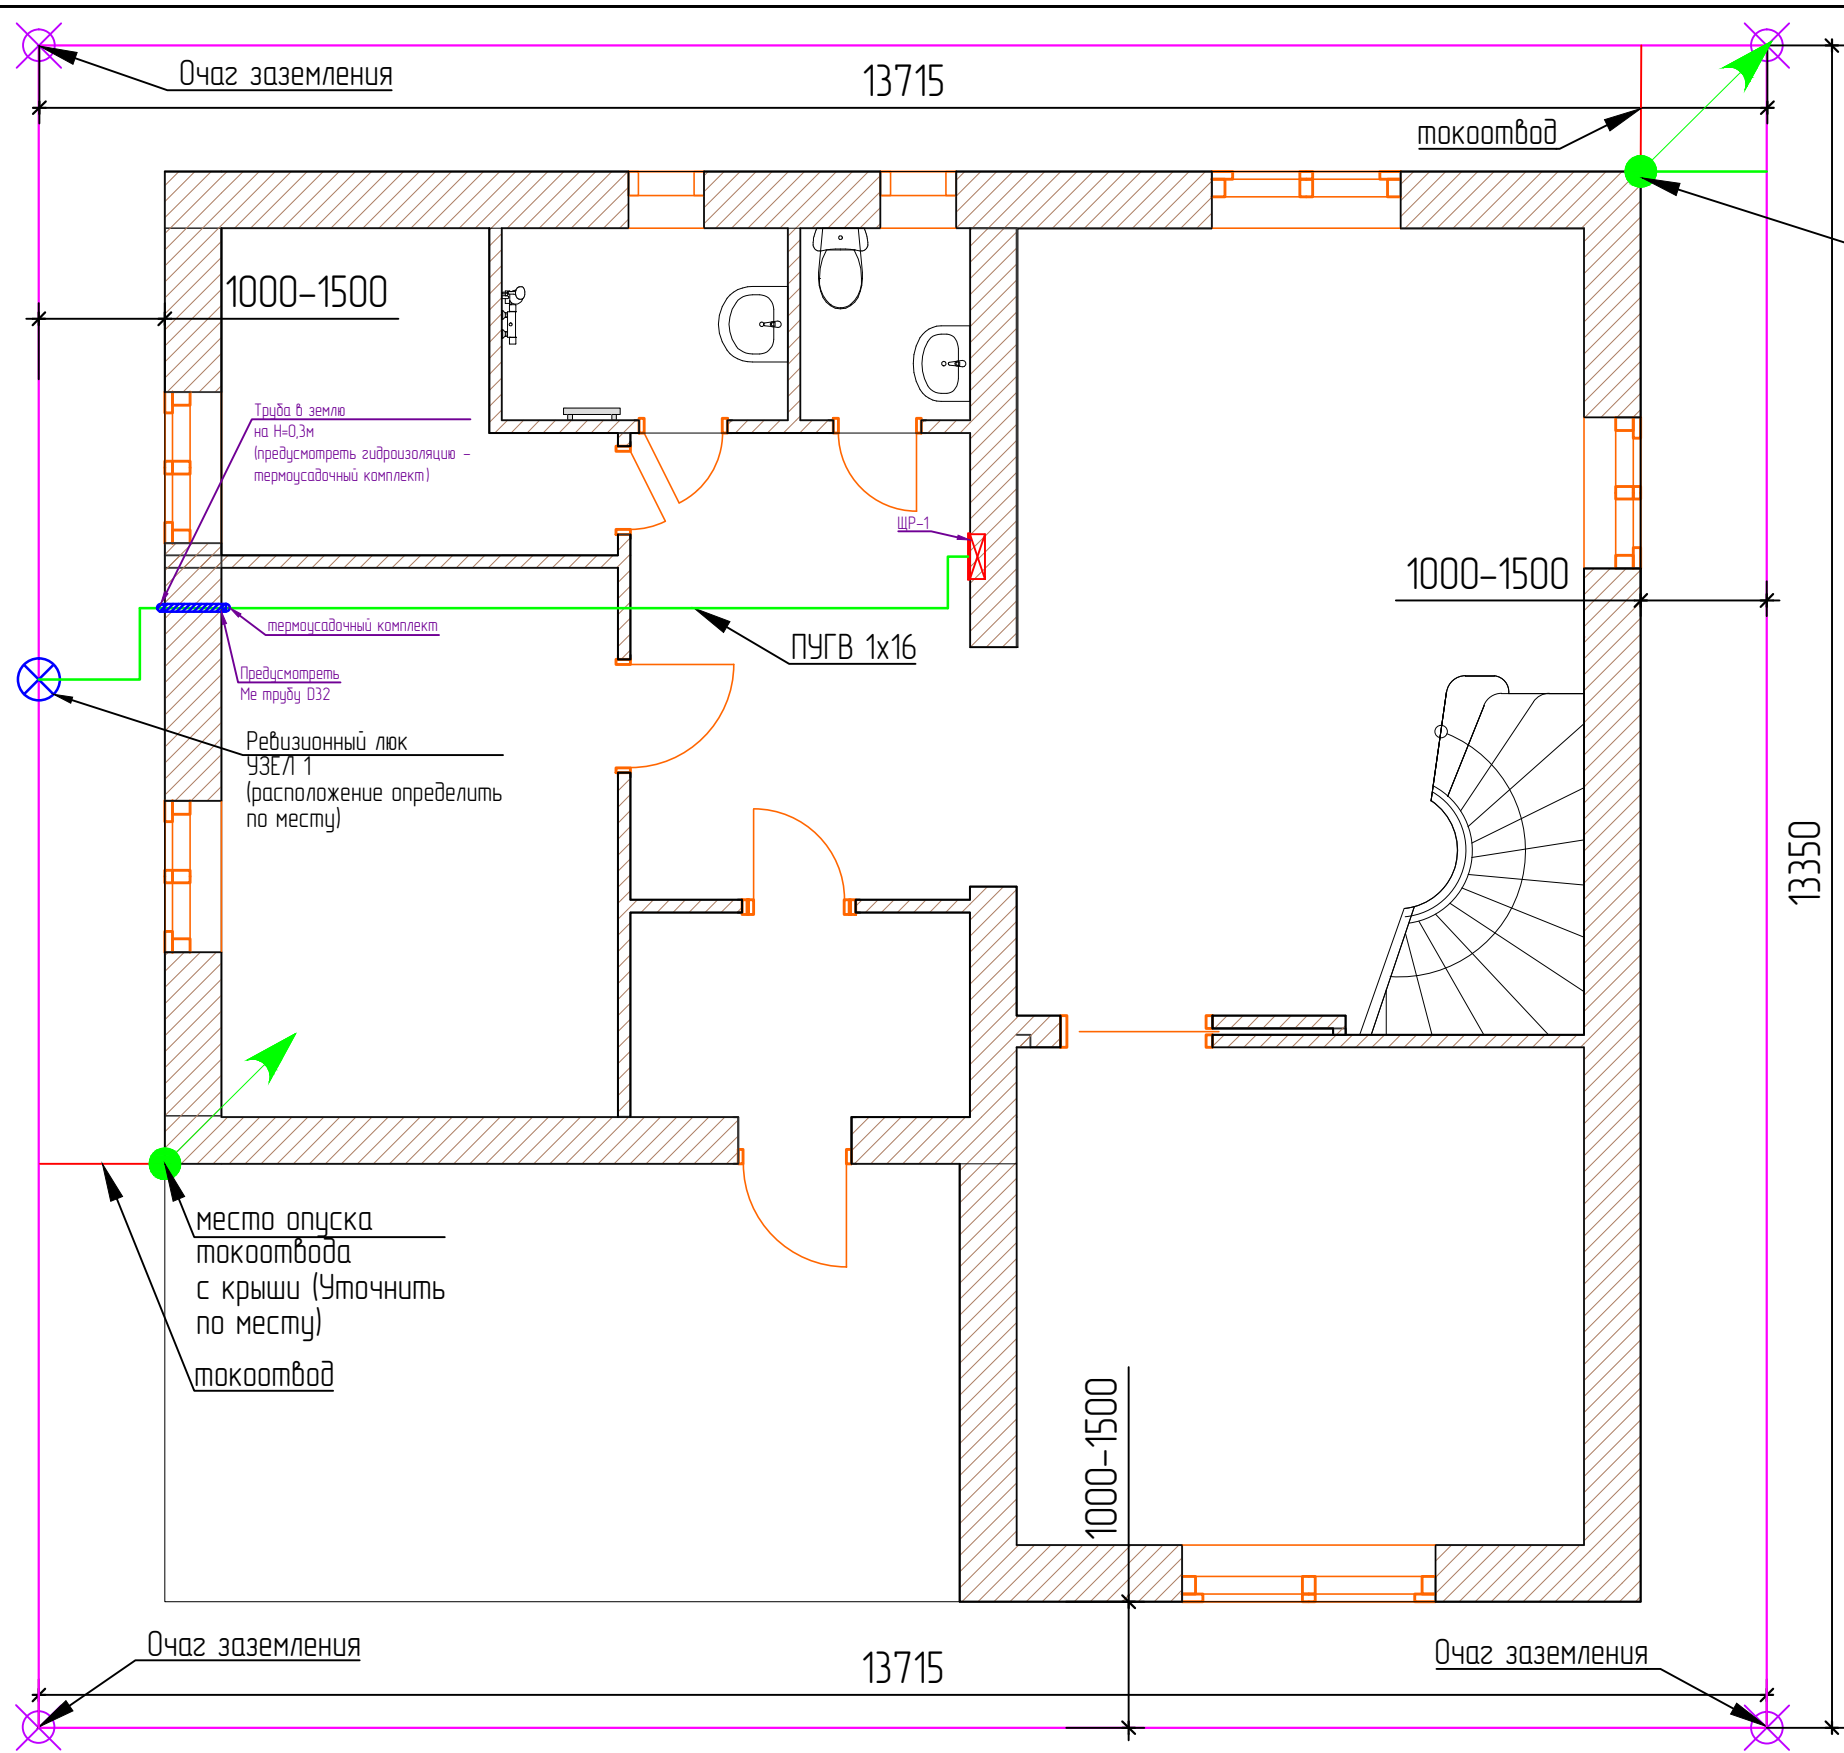 Очаг заземления
13715
токоотвод
1000-1500
Труба в землю
на Н=0,3м
(предусмотреть гидроизоляцию -
термоусадочный комплект)
ЩР-1
1000-1500
термоусадочный комплект
ПУГВ 1х16
Предусмотреть
Ме трубу D32
Ревизионный люк
УЗЕЛ 1
(расположение определить
по месту)
13350
место опуска
токоотвода
с крыши (Уточнить
по месту)
токоотвод
1000-1500
Очаг заземления
13715
Очаг заземления